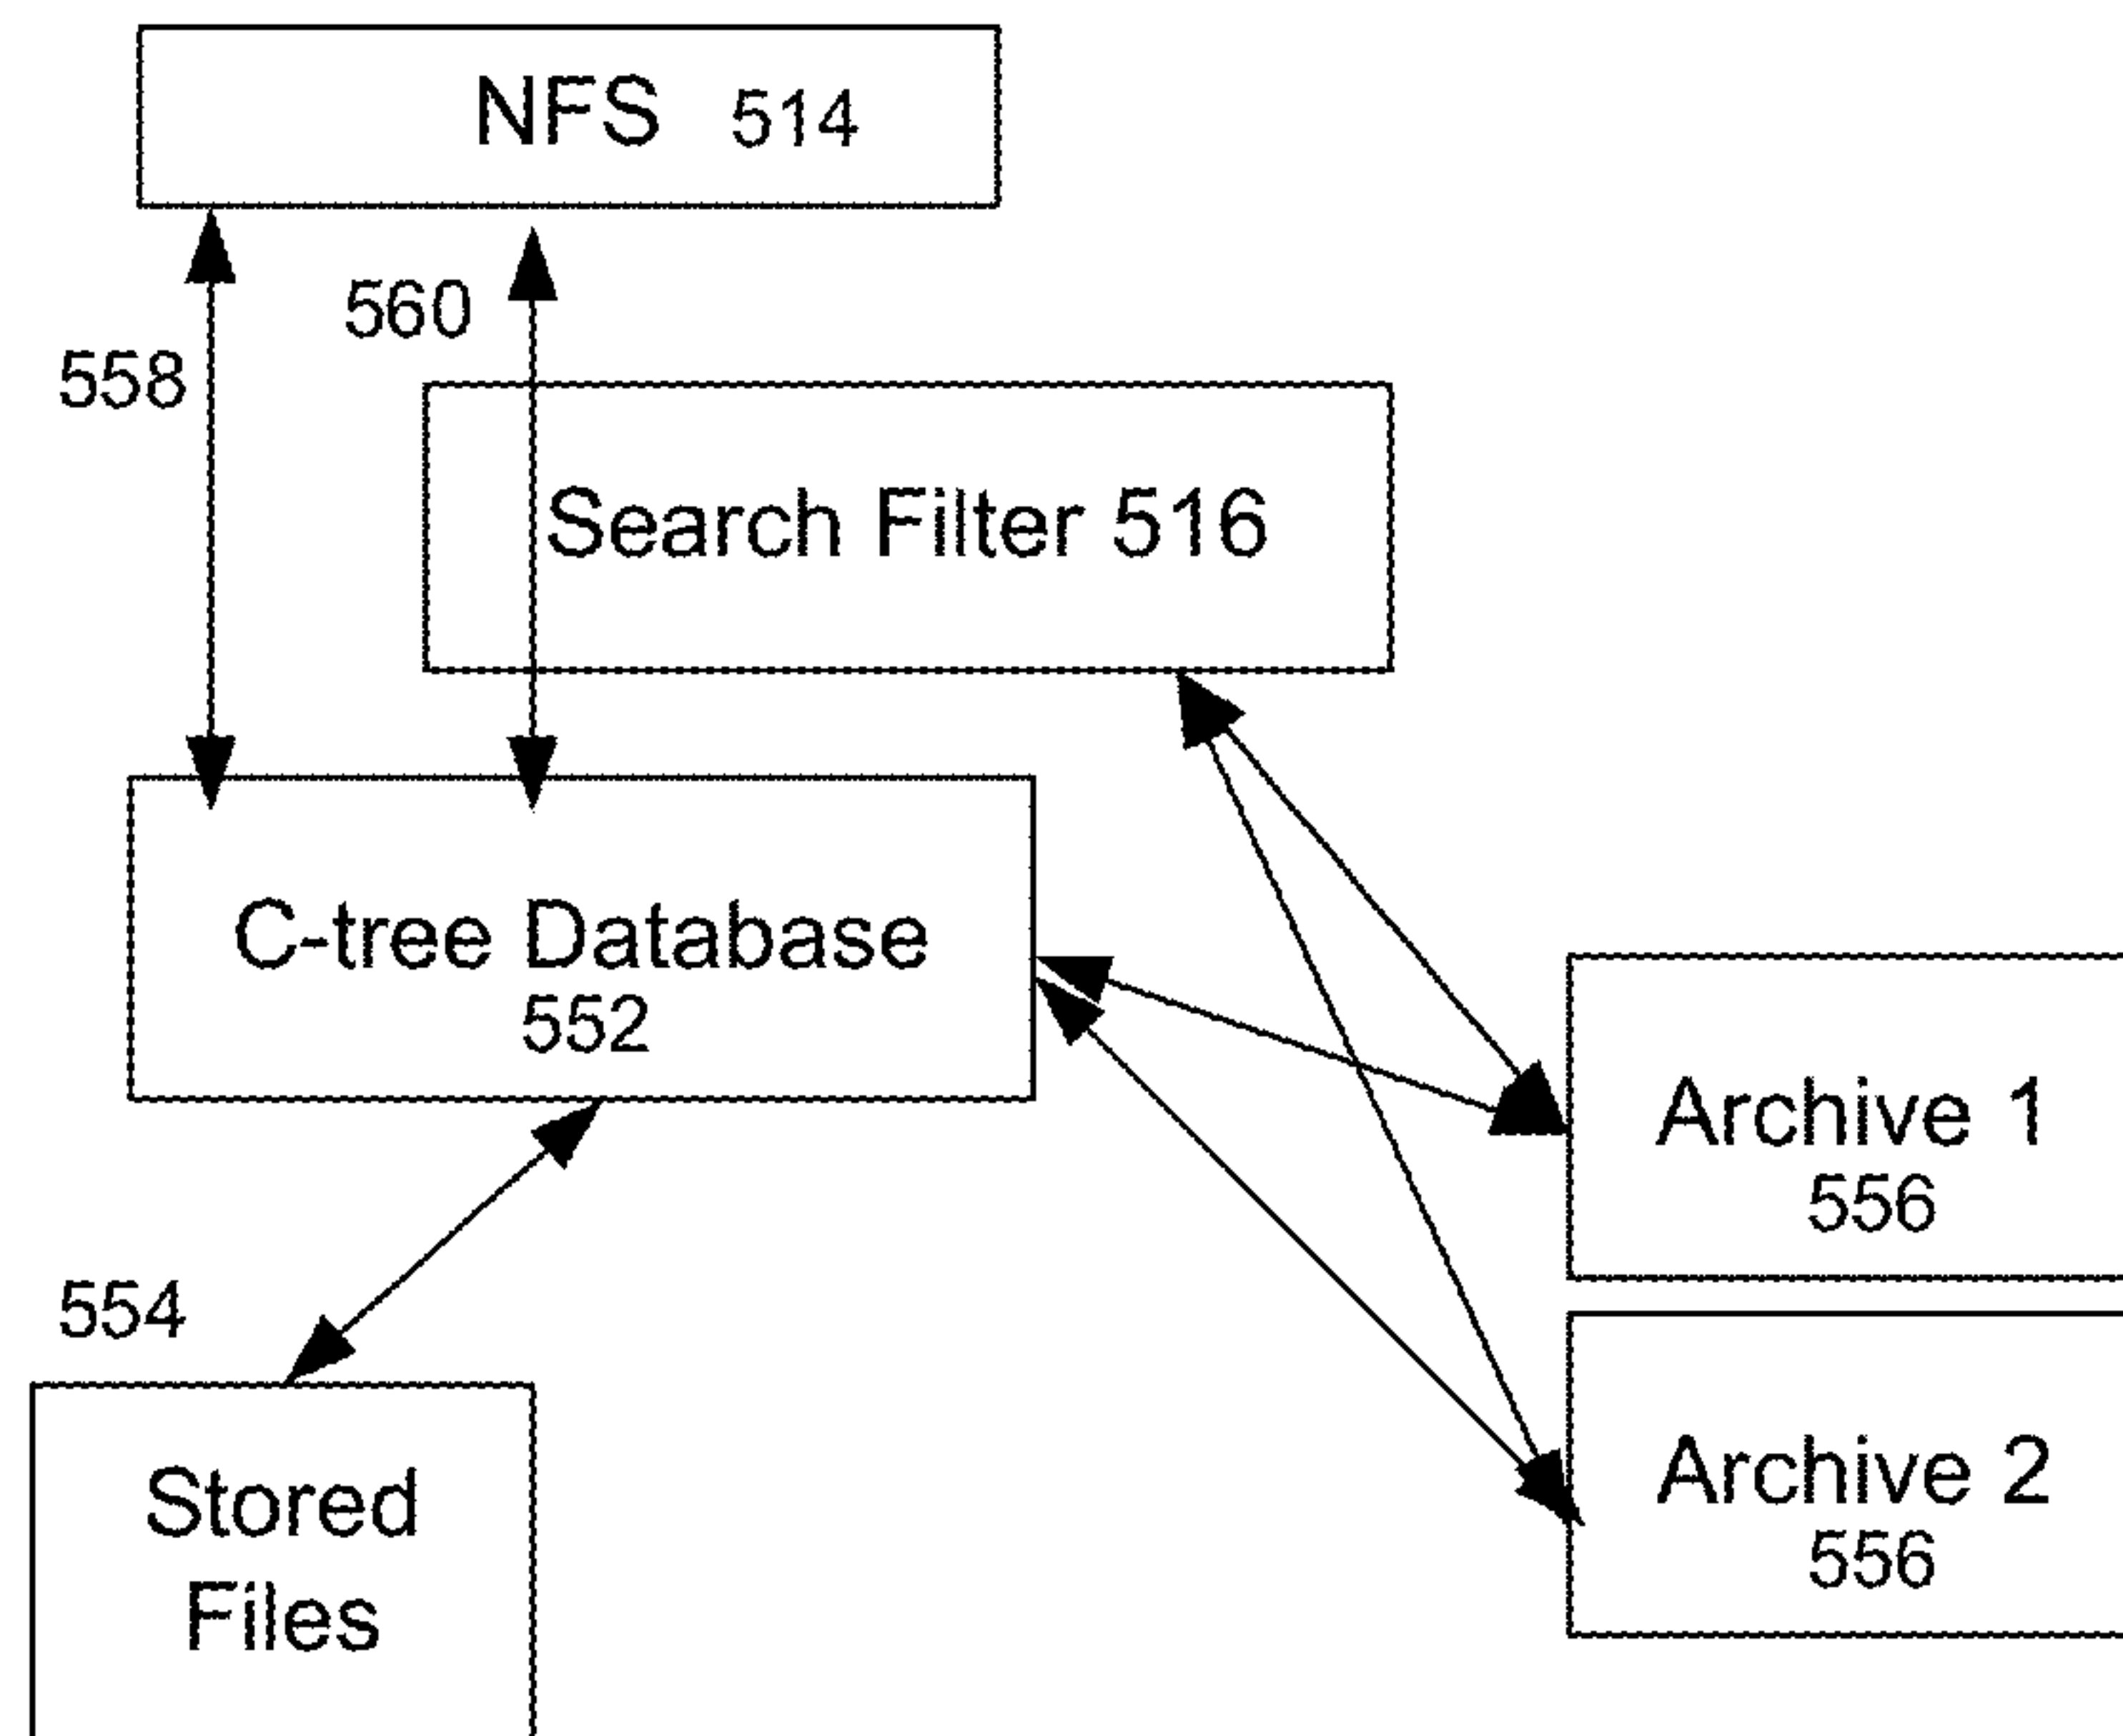 NFS 514
560
558
Search Filter 516
C-tree Database
552
Archive 1
556
554
Archive 2
556
Stored
Files